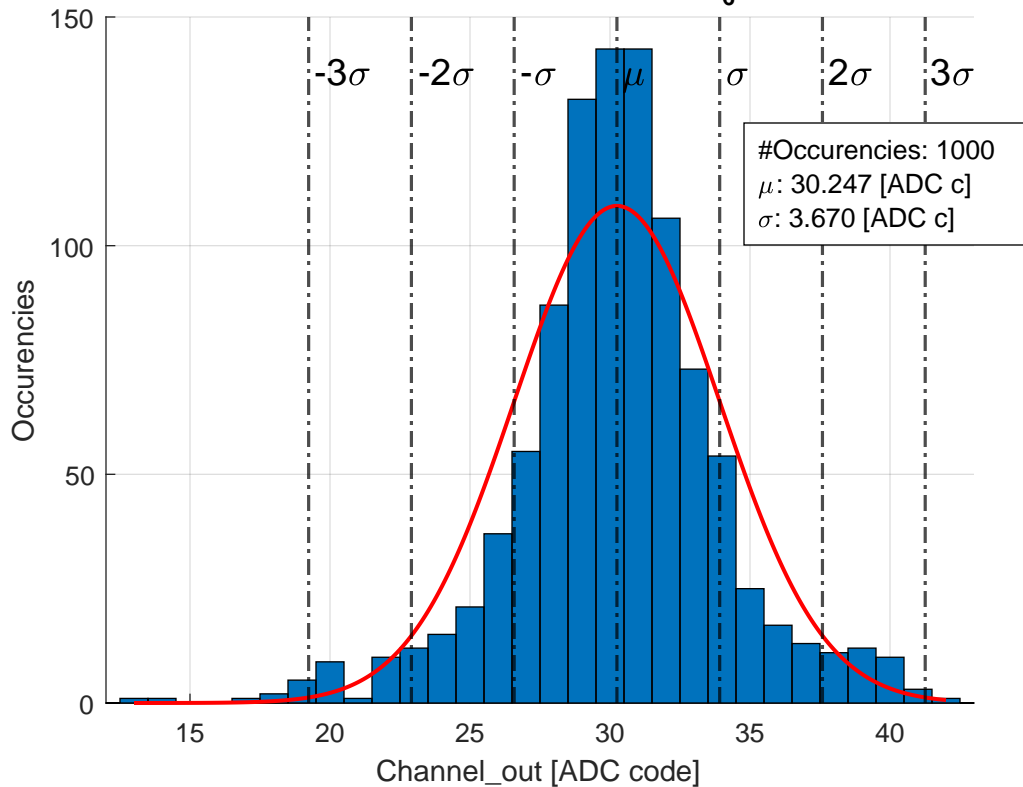 150
100
50
0
Occurencies
-3σ -2σ -σ μ σ 2σ 3σ
#Occurencies: 1000
μ: 30.247 [ADC c]
σ: 3.670 [ADC c]
15 20 25 30 35 40
Channel_out [ADC code]